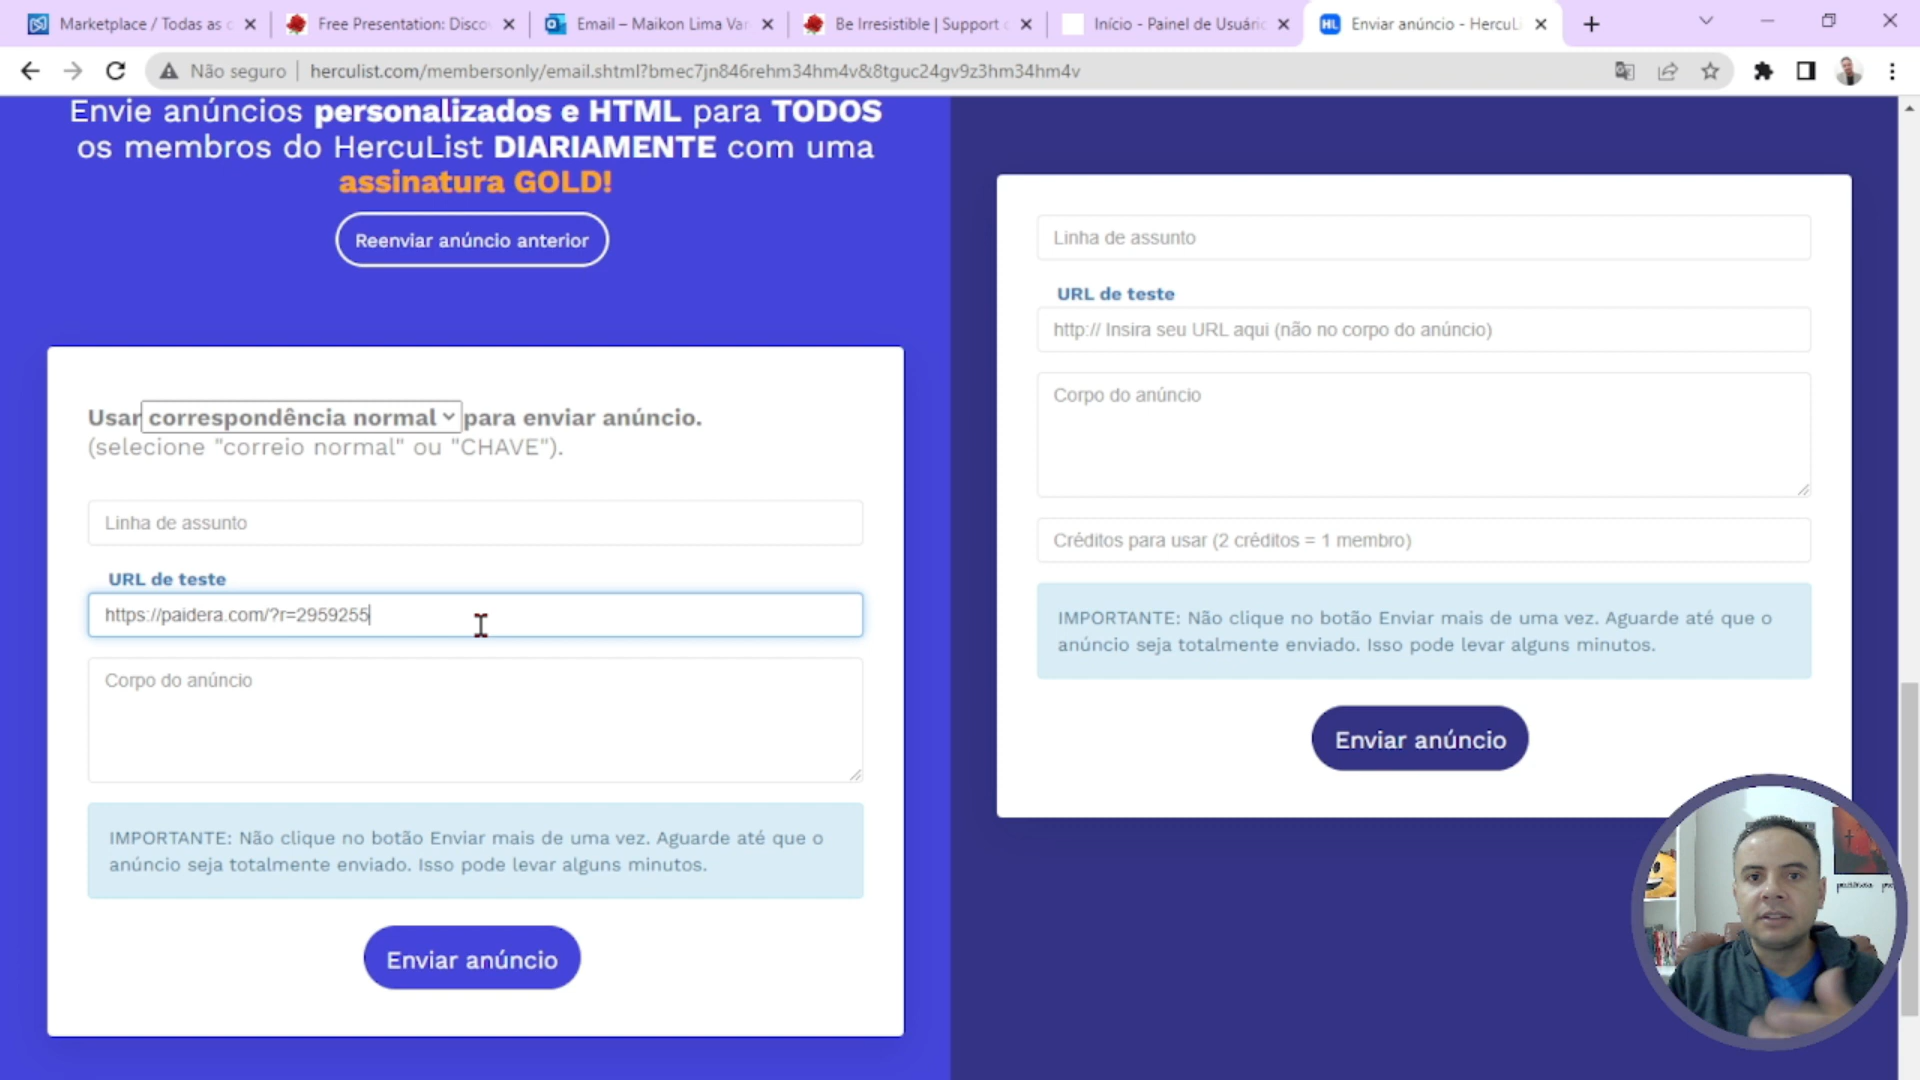 Marketplace / Todas as c
Free Presentation: Disco
Email – Maikon Lima Va
Be Irresistible | Support
Início - Painel de Usuári
Enviar anúncio - HercuLi
Não seguro
herculist.com/membersonly/email.shtml?bmec7jn846rehm34hm4v&8tguc24gv9z3hm34hm4v
Envie anúncios personalizados e HTML para TODOS
os membros do HercuList DIARIAMENTE com uma
assinatura GOLD!
Reenviar anúncio anterior
Usar correspondência normal para enviar anúncio.
(selecione "correio normal" ou "CHAVE").
Linha de assunto
URL de teste
https://paidera.com/?r=2959255
Corpo do anúncio
IMPORTANTE: Não clique no botão Enviar mais de uma vez. Aguarde até que o
anúncio seja totalmente enviado. Isso pode levar alguns minutos.
Enviar anúncio
Linha de assunto
URL de teste
http:// Insira seu URL aqui (não no corpo do anúncio)
Corpo do anúncio
Créditos para usar (2 créditos = 1 membro)
IMPORTANTE: Não clique no botão Enviar mais de uma vez. Aguarde até que o
anúncio seja totalmente enviado. Isso pode levar alguns minutos.
Enviar anúncio